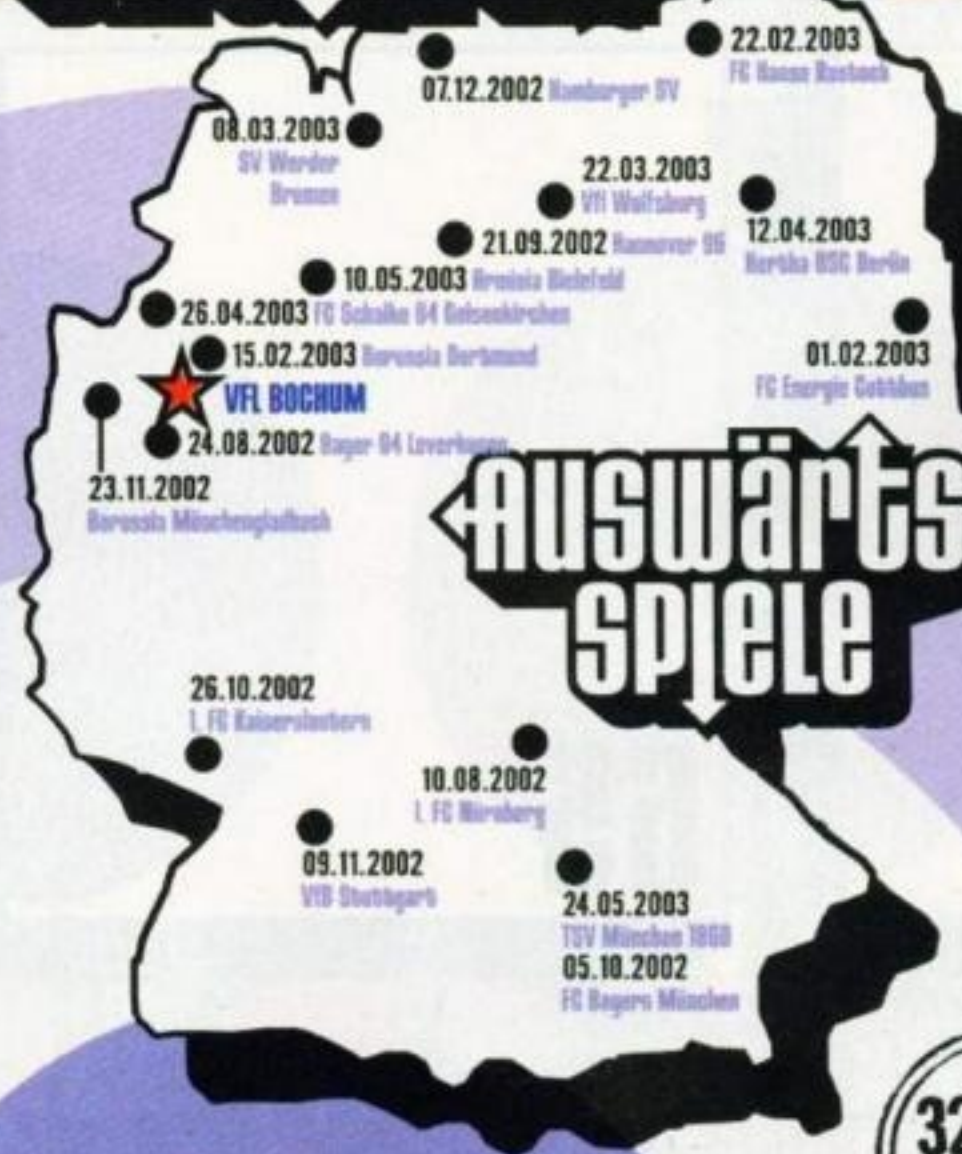 22.02.2003
FC Hansa Rostock
07.12.2002 Hamburger SV
08.03.2003
SV Werder
Bremen
22.03.2003
Vfl Wolfsburg
12.04.2003
Hertha BSC Berlin
21.09.2002 Hannover 96
10.05.2003 Arminia Bielefeld
26.04.2003 FC Schalke 04 Gelsenkirchen
01.02.2003
FC Energie Cottbus
15.02.2003 Borussia Dortmund
VFL BOCHUM
24.08.2002 Bayer 04 Leverkusen
23.11.2002
Borussia Mönchengladbach
AUSWÄRTS
SPIELE
26.10.2002
1. FC Kaiserslautern
10.08.2002
1. FC Nürnberg
09.11.2002
VfB Stuttgart
24.05.2003
TSV München 1860
05.10.2002
FC Bayern München
32